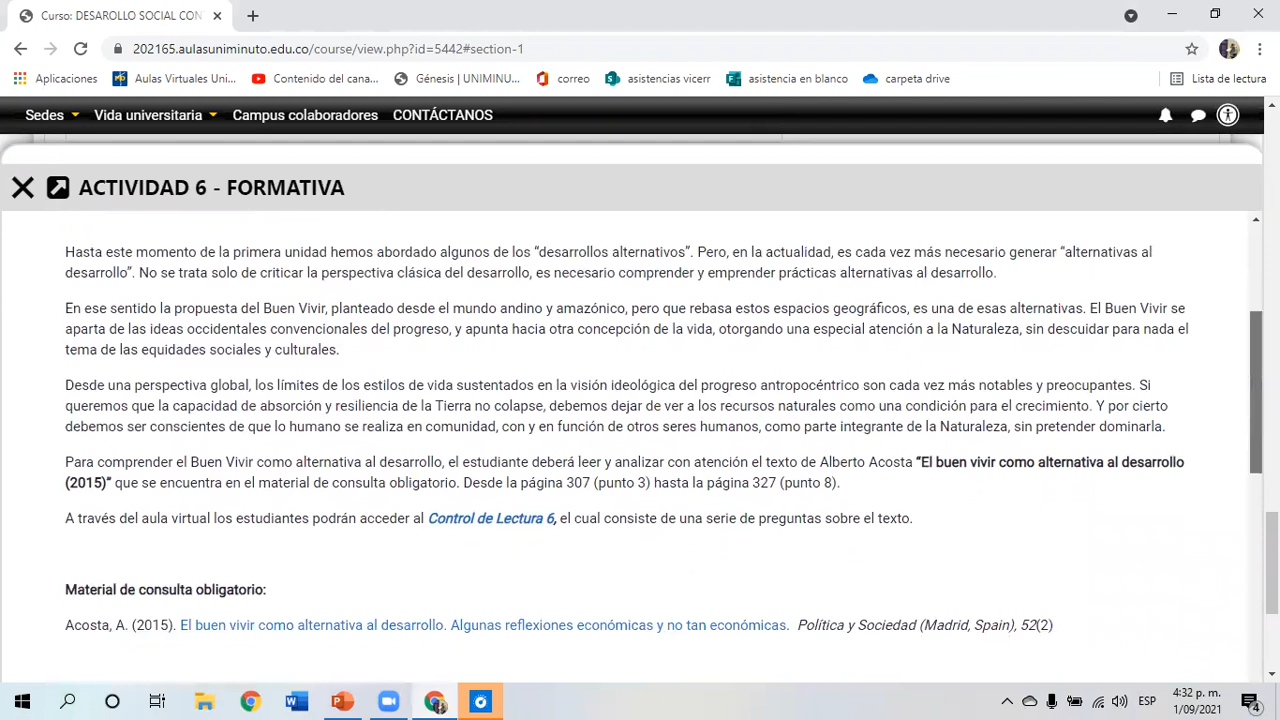 Curso: DESAROLLO SOCIAL CON
202165.aulasuniminuto.edu.co/course/view.php?id=5442#section-1
Aplicaciones
Aulas Virtuales Uni...
Contenido del cana...
Génesis | UNIMINU...
correo
asistencias vicerr
asistencia en blanco
carpeta drive
Lista de lectura
Sedes
Vida universitaria
Campus colaboradores
CONTÁCTANOS
ACTIVIDAD 6 - FORMATIVA
Hasta este momento de la primera unidad hemos abordado algunos de los “desarrollos alternativos”. Pero, en la actualidad, es cada vez más necesario generar “alternativas al
desarrollo”. No se trata solo de criticar la perspectiva clásica del desarrollo, es necesario comprender y emprender prácticas alternativas al desarrollo.
En ese sentido la propuesta del Buen Vivir, planteado desde el mundo andino y amazónico, pero que rebasa estos espacios geográficos, es una de esas alternativas. El Buen Vivir se
aparta de las ideas occidentales convencionales del progreso, y apunta hacia otra concepción de la vida, otorgando una especial atención a la Naturaleza, sin descuidar para nada el
tema de las equidades sociales y culturales.
Desde una perspectiva global, los límites de los estilos de vida sustentados en la visión ideológica del progreso antropocéntrico son cada vez más notables y preocupantes. Si
queremos que la capacidad de absorción y resiliencia de la Tierra no colapse, debemos dejar de ver a los recursos naturales como una condición para el crecimiento. Y por cierto
debemos ser conscientes de que lo humano se realiza en comunidad, con y en función de otros seres humanos, como parte integrante de la Naturaleza, sin pretender dominarla.
Para comprender el Buen Vivir como alternativa al desarrollo, el estudiante deberá leer y analizar con atención el texto de Alberto Acosta “El buen vivir como alternativa al desarrollo
(2015)” que se encuentra en el material de consulta obligatorio. Desde la página 307 (punto 3) hasta la página 327 (punto 8).
A través del aula virtual los estudiantes podrán acceder al Control de Lectura 6, el cual consiste de una serie de preguntas sobre el texto.
Material de consulta obligatorio:
Acosta, A. (2015). El buen vivir como alternativa al desarrollo. Algunas reflexiones económicas y no tan económicas. Política y Sociedad (Madrid, Spain), 52(2)
ESP
4:32 p. m.
1/09/2021
4